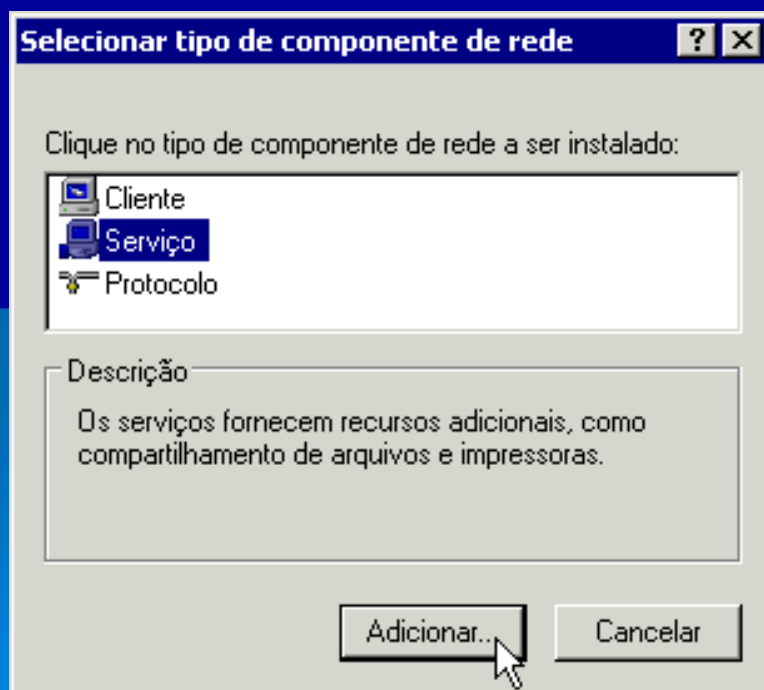 Selecionar tipo de componente de rede
Clique no tipo de componente de rede a ser instalado:
Cliente
Serviço
Protocolo
Descrição
Os serviços fornecem recursos adicionais, como
compartilhamento de arquivos e impressoras.
Adicionar...
Cancelar